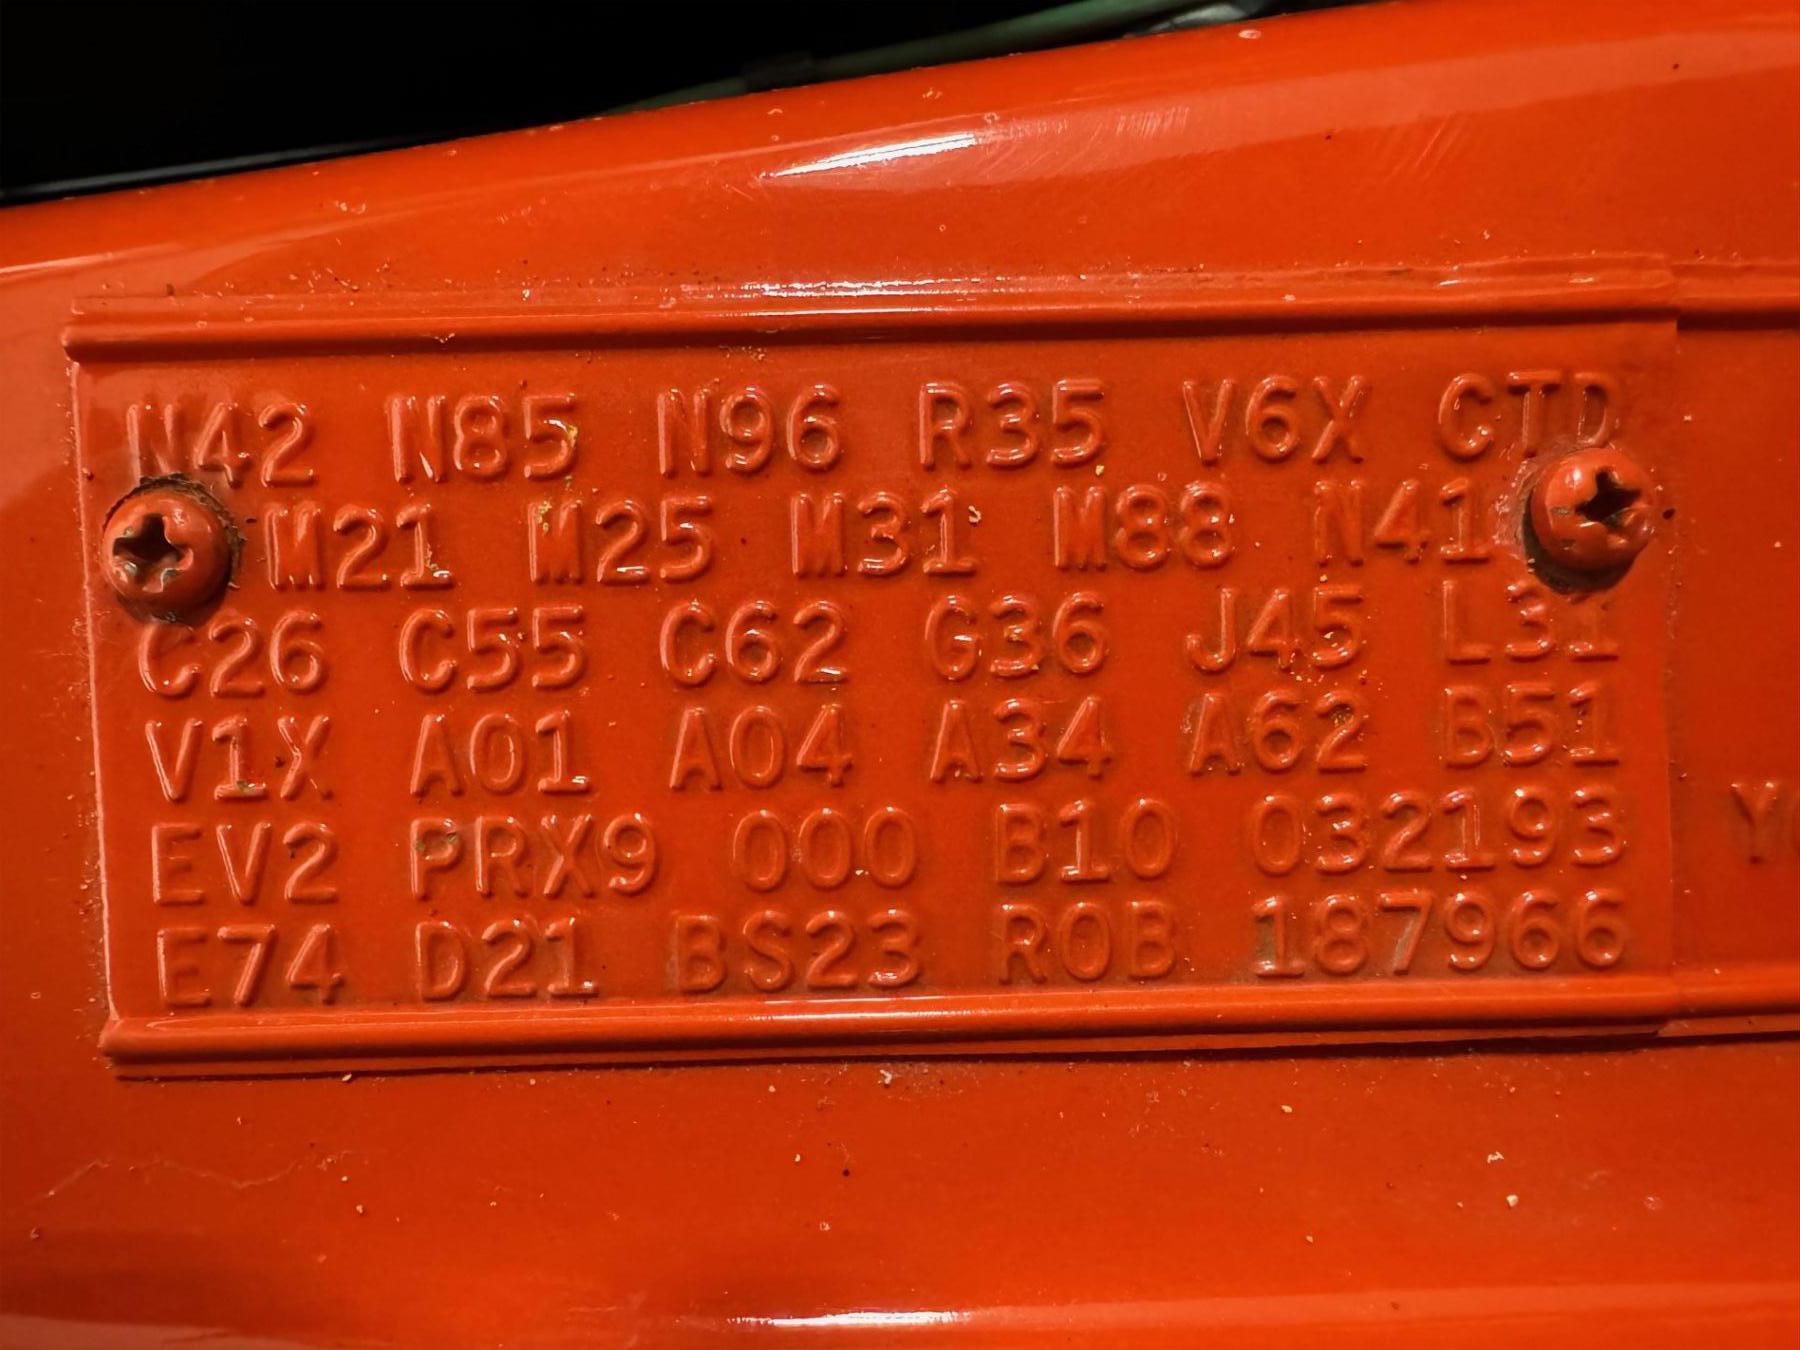 N42 N85 N96 R35 V6X CTD
M21 M25 M31 M88 N41
C26 C55 C62 G36 J45 L31
V1X A01 A04 A34 A62 B51
EV2 PRX9 000 B10 032193
E74 D21 BS23 R0B 187966